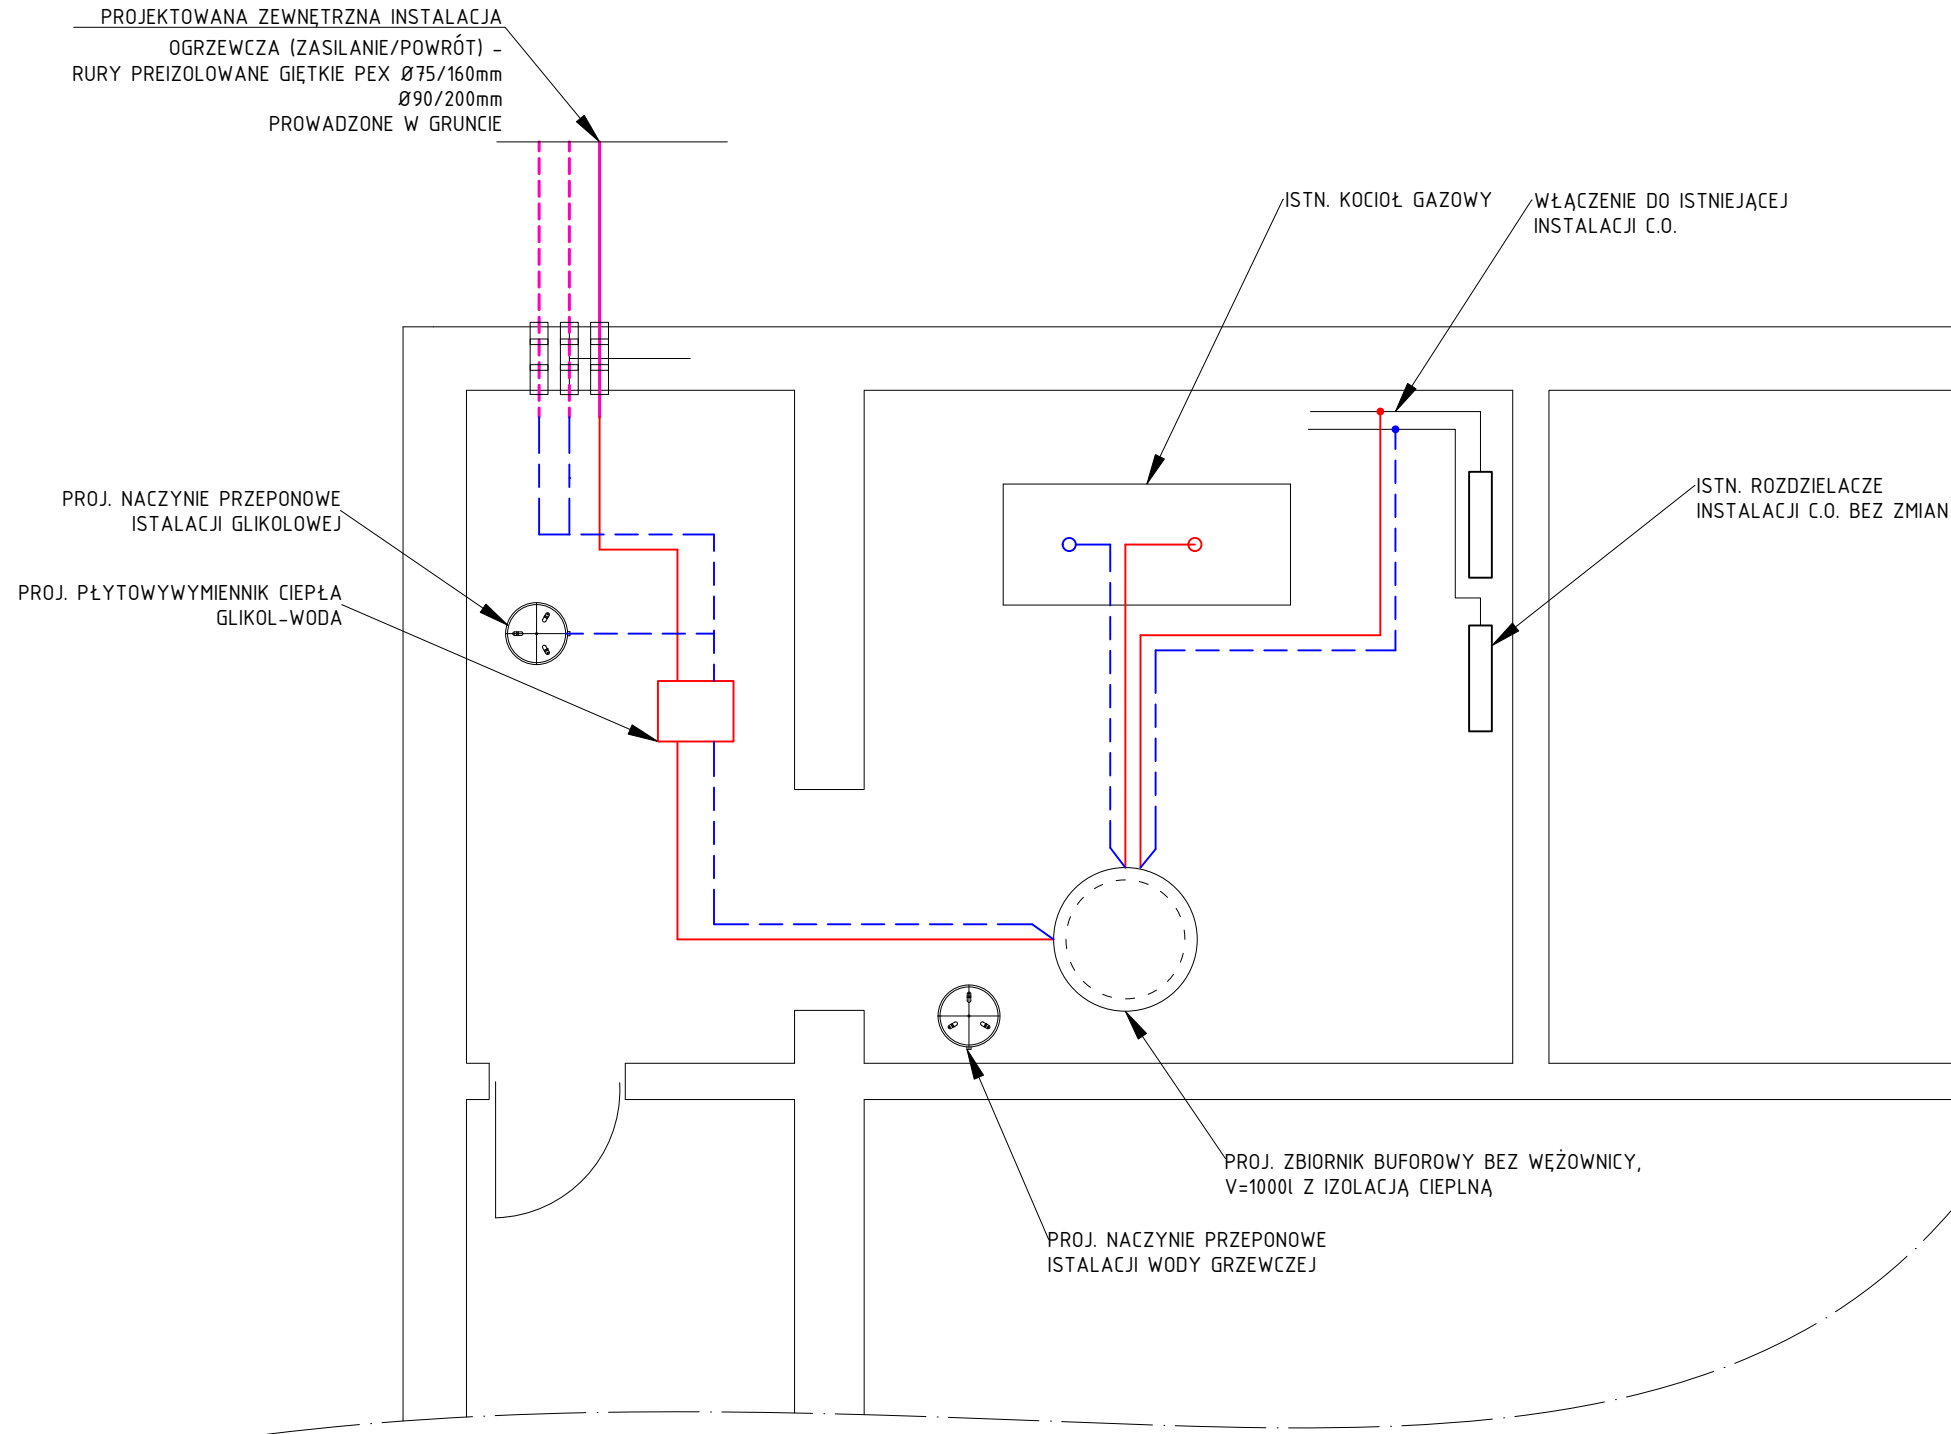 PROJEKTOWANA ZEWNĘTRZNA INSTALACJA
OGRZEWCZA (ZASILANIE/POWRÓT) -
RURY PREIZOLOWANE GIĘTKIE PEX Ø75/160mm
Ø90/200mm
PROWADZONE W GRUNCIE
ISTN. KOCIOŁ GAZOWY
WŁĄCZENIE DO ISTNIEJĄCEJ
INSTALACJI C.O.
PROJ. NACZYNIE PRZEPONOWE
ISTALACJI GLIKOLOWEJ
ISTN. ROZDZIELACZE
INSTALACJI C.O. BEZ ZMIAN
PROJ. PŁYTOWYWYMIENNIK CIEPŁA
GLIKOL-WODA
PROJ. ZBIORNIK BUFOROWY BEZ WĘŻOWNICY,
V=1000l Z IZOLACJĄ CIEPLNĄ
PROJ. NACZYNIE PRZEPONOWE
ISTALACJI WODY GRZEWCZEJ